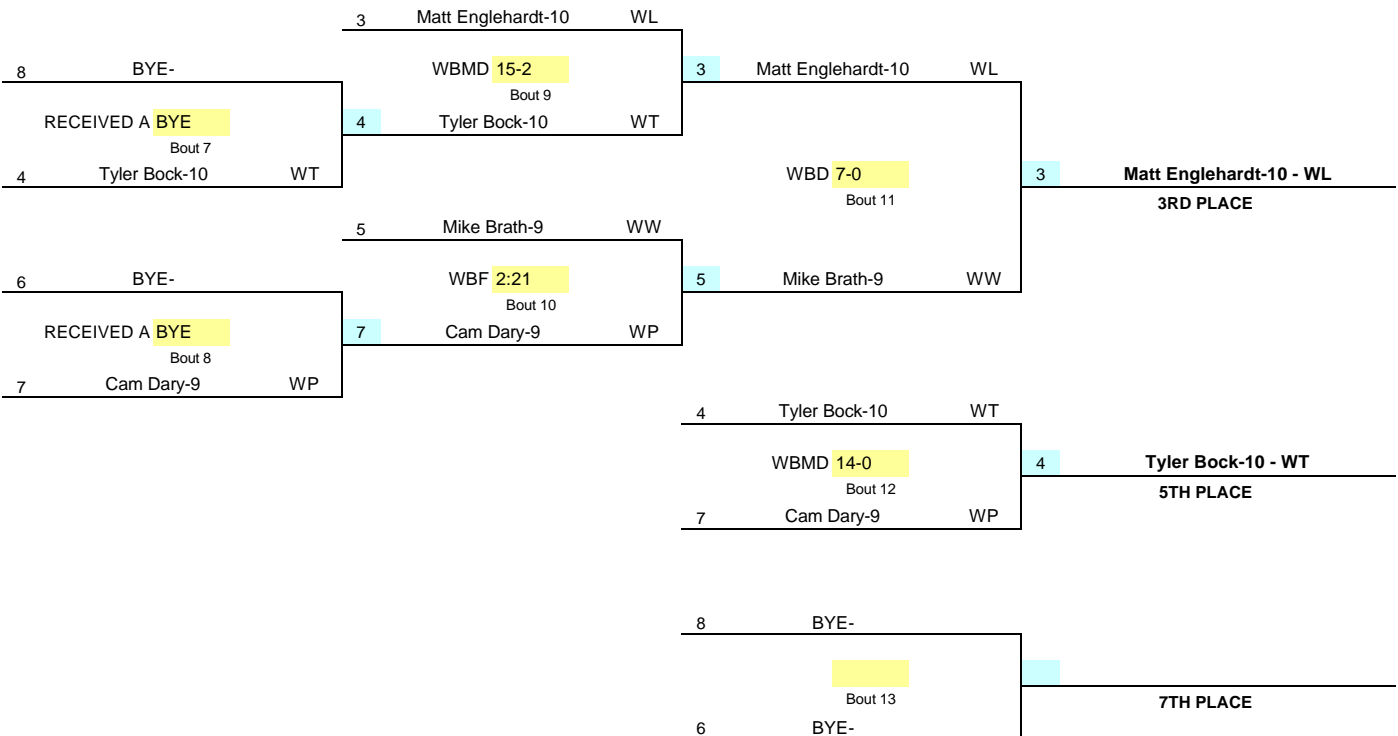 3 Matt Englehardt-10 WL
8 BYE- WBMD 15-2 3 Matt Englehardt-10 WL
Bout 9
RECEIVED A BYE 4 Tyler Bock-10 WT
Bout 7
4 Tyler Bock-10 WT WBD 7-0 3 Matt Englehardt-10 - WL
Bout 11 3RD PLACE
5 Mike Brath-9 WW
6 BYE- WBF 2:21 5 Mike Brath-9 WW
Bout 10
RECEIVED A BYE 7 Cam Dary-9 WP
Bout 8
7 Cam Dary-9 WP
4 Tyler Bock-10 WT
WBMD 14-0 4 Tyler Bock-10 - WT
Bout 12 5TH PLACE
7 Cam Dary-9 WP
8 BYE-
Bout 13 7TH PLACE
6 BYE-